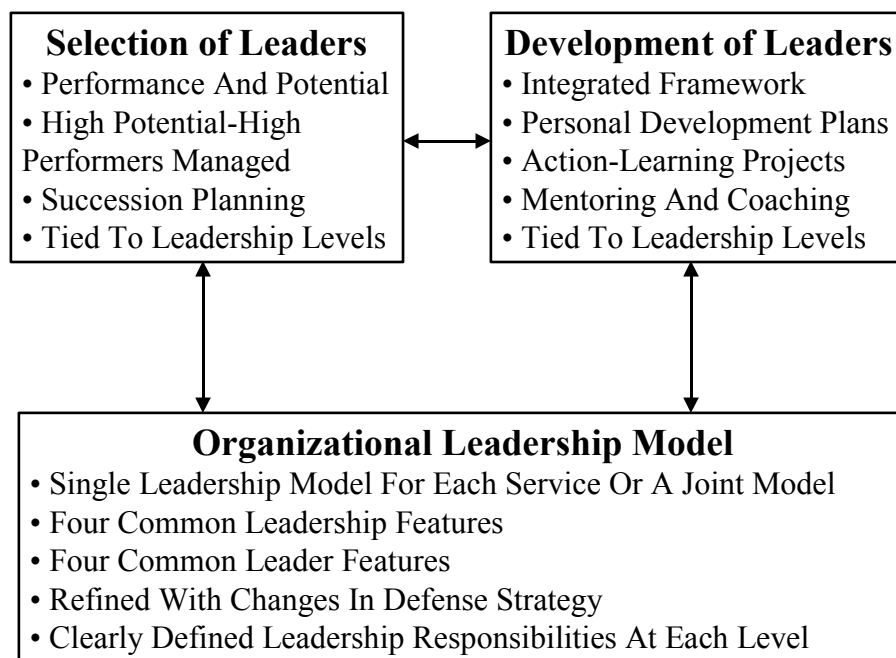 Selection of Leaders
• Performance And Potential
• High Potential-High
Performers Managed
• Succession Planning
• Tied To Leadership Levels
Development of Leaders
• Integrated Framework
• Personal Development Plans
• Action-Learning Projects
• Mentoring And Coaching
• Tied To Leadership Levels
Organizational Leadership Model
• Single Leadership Model For Each Service Or A Joint Model
• Four Common Leadership Features
• Four Common Leader Features
• Refined With Changes In Defense Strategy
• Clearly Defined Leadership Responsibilities At Each Level